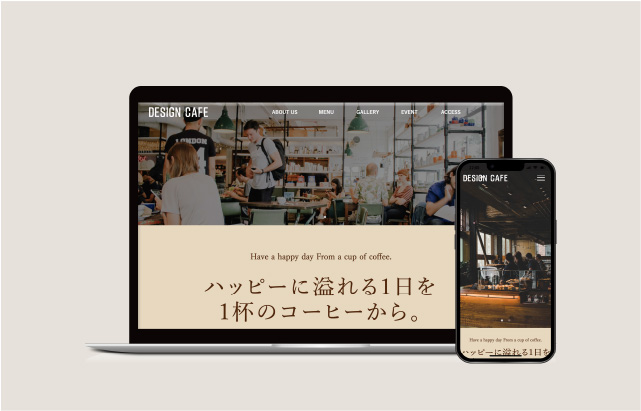 DESIGN CAFE
ABOUT US MENU GALLERY EVENT ACCESS
LONDON
Have a happy day From a cup of coffee.
ハッピーに溢れる1日を
1杯のコーヒーから。
DESIGN CAFE
Have a happy day From a cup of coffee.
ハッピーに溢れる1日を